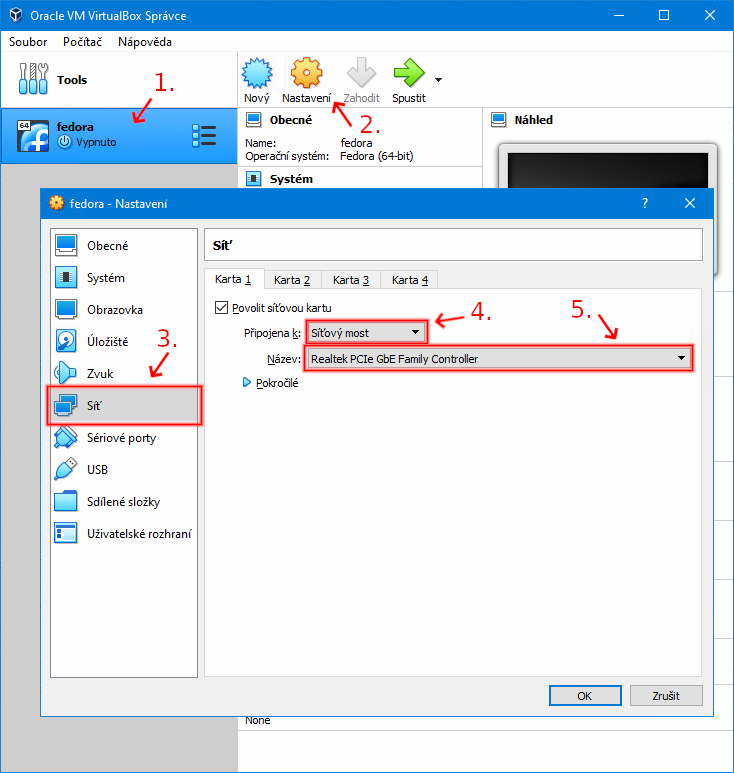 Oracle VM VirtualBox Správce
Soubor Počítač Nápověda
Tools
1.
64
fedora
Vypnuto
Nový Nastavení Zahodit Spustit
2.
Obecné
Name: fedora
Operační systém: Fedora (64-bit)
Systém
Náhled
fedora - Nastavení
?
Obecné
Systém
Obrazovka
Úložiště
3.
Zvuk
Síť
Sériové porty
USB
Sdílené složky
Uživatelské rozhraní
Síť
Karta 1 Karta 2 Karta 3 Karta 4
Povolit síťovou kartu
4.
5.
Připojena k: Síťový most
Název: Realtek PCIe GbE Family Controller
Pokročilé
OK Zrušit
None